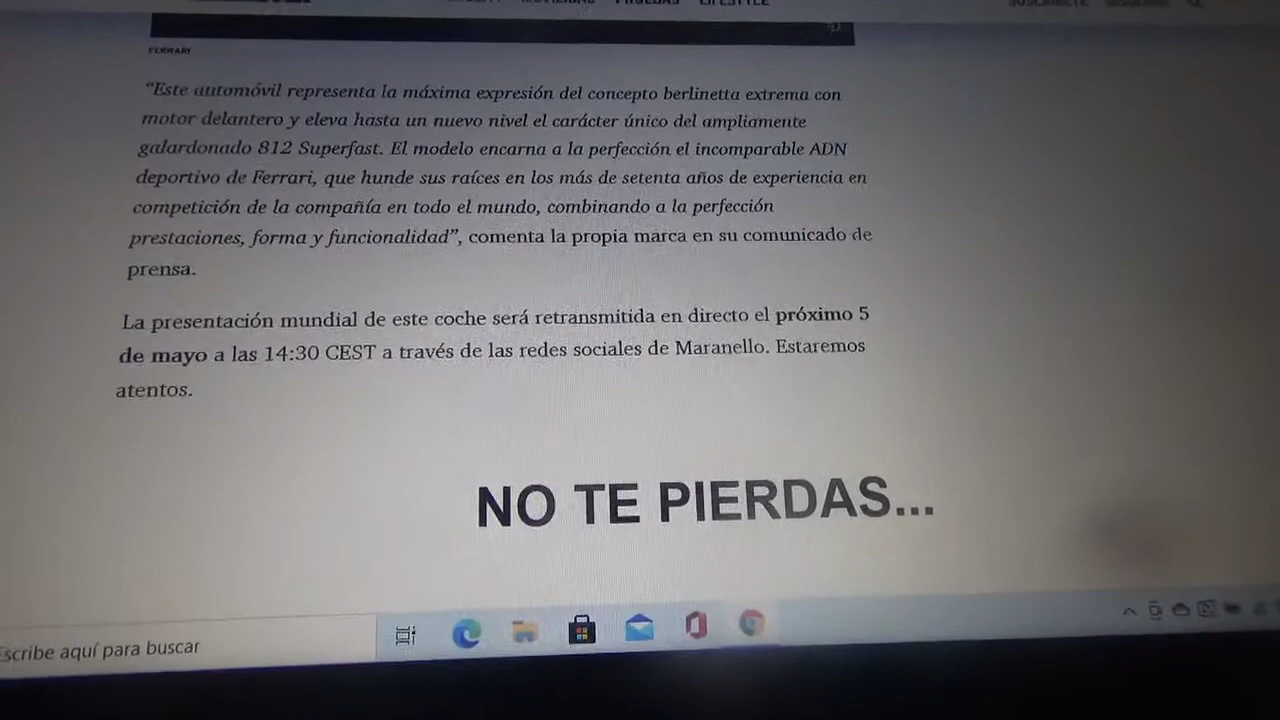 PRUEBAS LIFESTYLE
FERRARI
"Este automóvil representa la máxima expresión del concepto berlinetta extrema con
motor delantero y eleva hasta un nuevo nivel el carácter único del ampliamente
galardonado 812 Superfast. El modelo encarna a la perfección el incomparable ADN
deportivo de Ferrari, que hunde sus raíces en los más de setenta años de experiencia en
competición de la compañía en todo el mundo, combinando a la perfección
prestaciones, forma y funcionalidad", comenta la propia marca en su comunicado de
prensa.
La presentación mundial de este coche será retransmitida en directo el próximo 5
de mayo a las 14:30 CEST a través de las redes sociales de Maranello. Estaremos
atentos.
NO TE PIERDAS...
scribe aquí para buscar